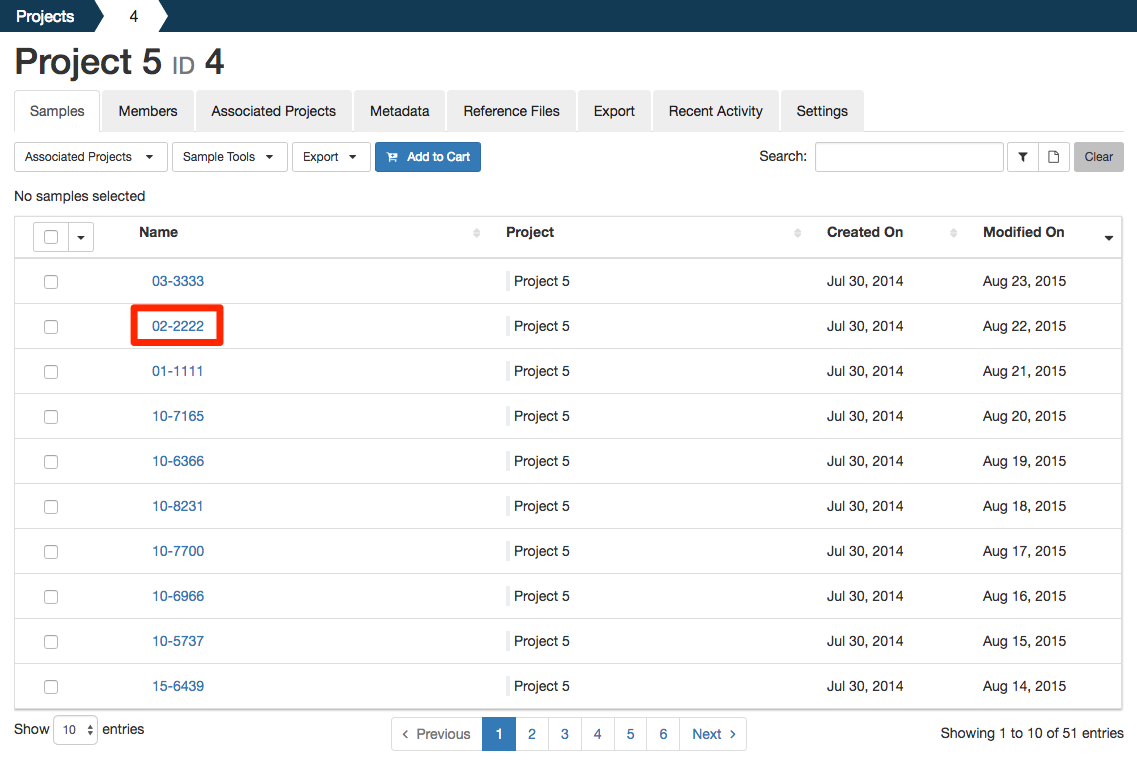 Projects 4
Project 5 ID 4
Samples Members Associated Projects Metadata Reference Files Export Recent Activity Settings
Associated Projects Sample Tools Export Add to Cart Search: Clear
No samples selected
Name Project Created On Modified On
03-3333 Project 5 Jul 30, 2014 Aug 23, 2015
02-2222 Project 5 Jul 30, 2014 Aug 22, 2015
01-1111 Project 5 Jul 30, 2014 Aug 21, 2015
10-7165 Project 5 Jul 30, 2014 Aug 20, 2015
10-6366 Project 5 Jul 30, 2014 Aug 19, 2015
10-8231 Project 5 Jul 30, 2014 Aug 18, 2015
10-7700 Project 5 Jul 30, 2014 Aug 17, 2015
10-6966 Project 5 Jul 30, 2014 Aug 16, 2015
10-5737 Project 5 Jul 30, 2014 Aug 15, 2015
15-6439 Project 5 Jul 30, 2014 Aug 14, 2015
Show 10 entries ‹ Previous 1 2 3 4 5 6 Next › Showing 1 to 10 of 51 entries